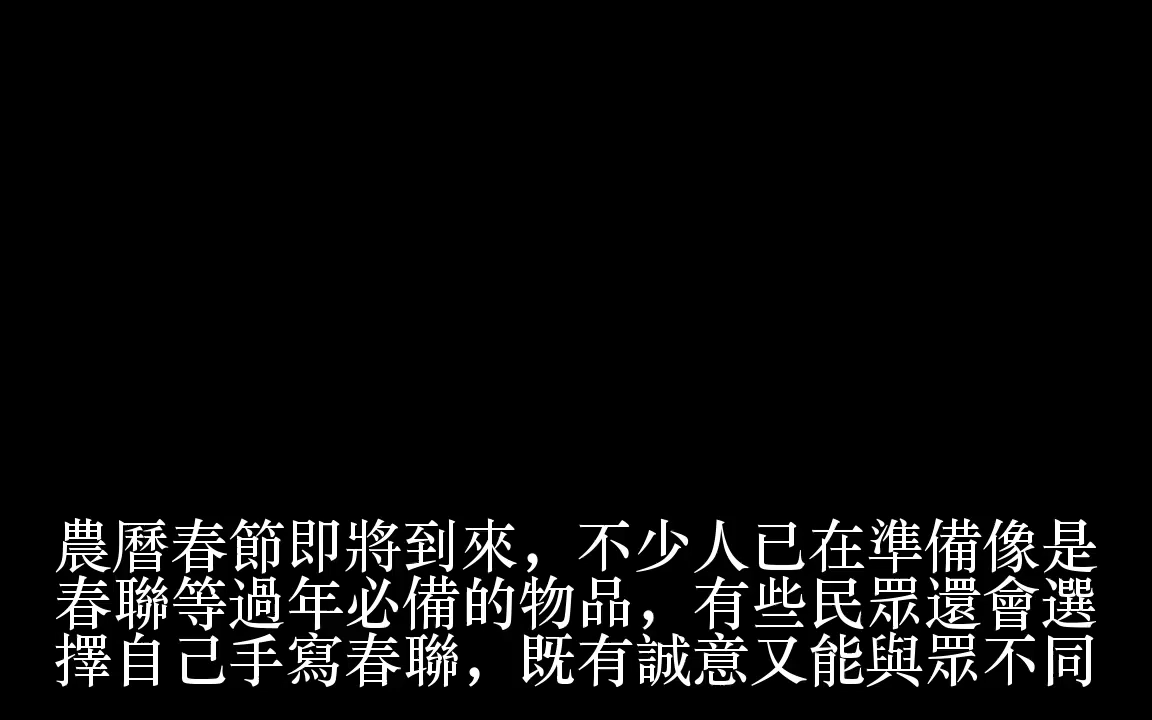 農曆春節即將到來，不少人已在準備像是
春聯等過年必備的物品，有些民眾還會選
擇自己手寫春聯，既有誠意又能與眾不同